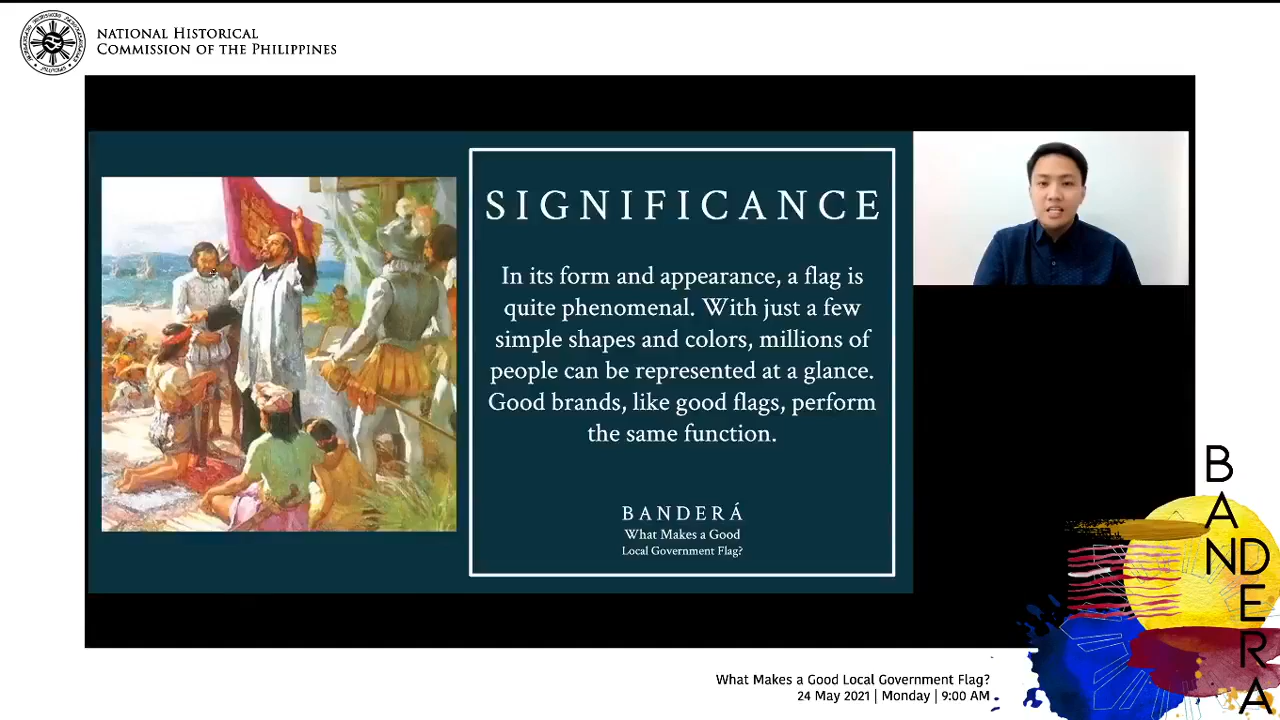 NATIONAL HISTORICAL
COMMISSION OF THE PHILIPPINES
SIGNIFICANCE
In its form and appearance, a flag is
quite phenomenal. With just a few
simple shapes and colors, millions of
people can be represented at a glance.
Good brands, like good flags, perform
the same function.
BANDERÁ
What Makes a Good
Local Government Flag?
BANDERA
What Makes a Good Local Government Flag?
24 May 2021 | Monday | 9:00 AM